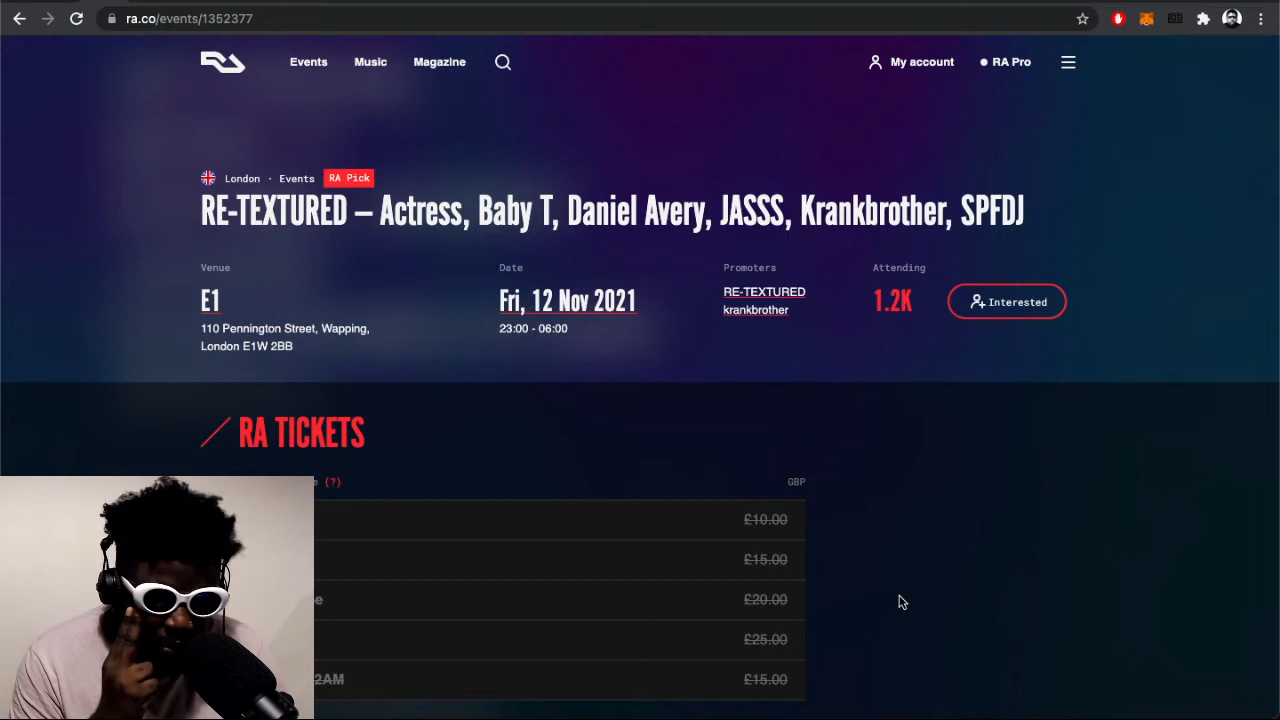 ra.co/events/1352377
Events Music Magazine My account RA Pro
London · Events RA Pick
RE-TEXTURED – Actress, Baby T, Daniel Avery, JASSS, Krankbrother, SPFDJ
Venue Date Promoters Attending
E1 Fri, 12 Nov 2021 RE-TEXTURED 1.2K Interested
krankbrother
110 Pennington Street, Wapping, 23:00 - 06:00
London E1W 2BB
RA TICKETS
(?) GBP
£10.00
£15.00
£20.00
£25.00
2AM £15.00